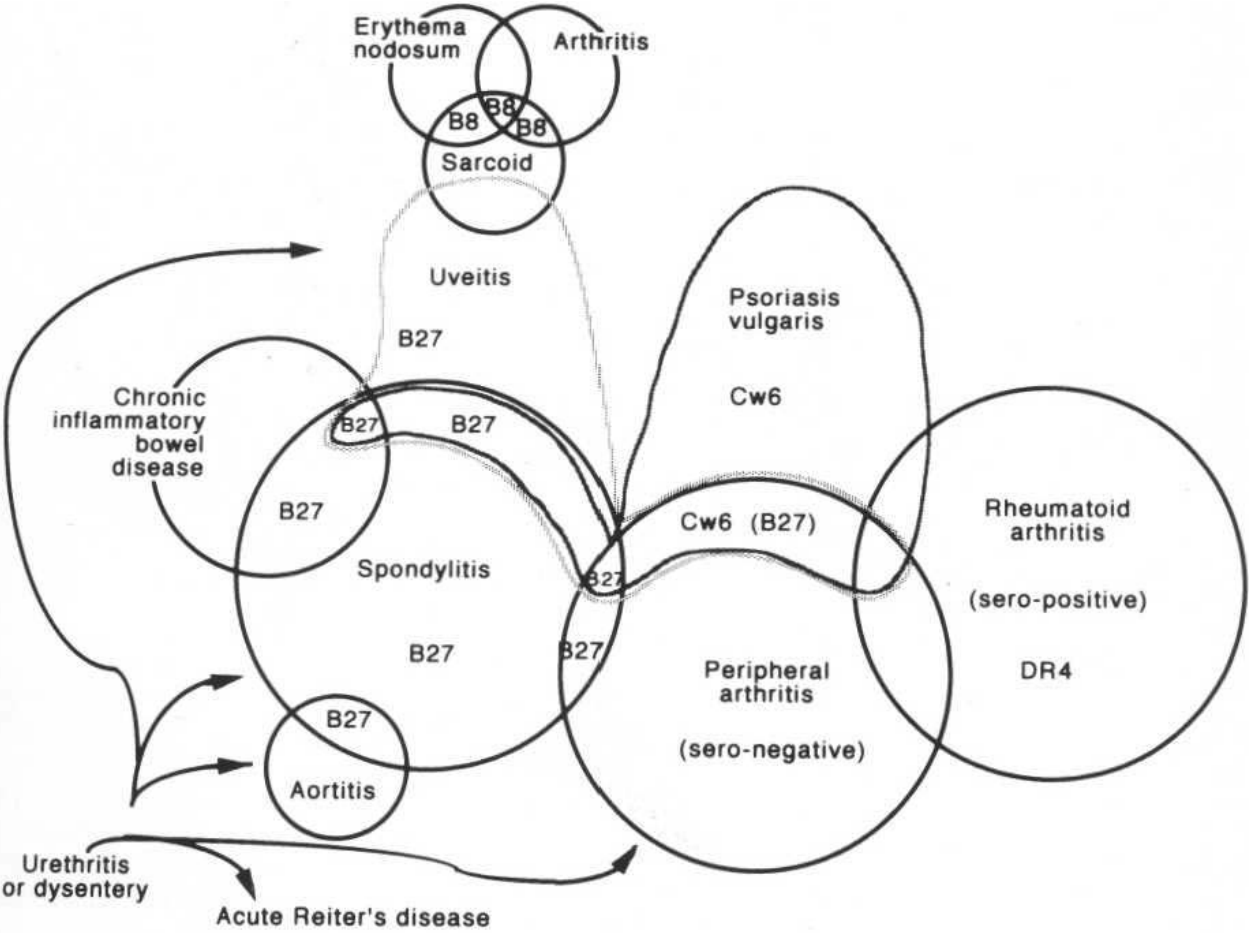 Erythema
nodosum
Arthritis
B8
B8
B8
Sarcoid
Uveitis
B27
Psoriasis
vulgaris
Cw6
Chronic
inflammatory
bowel
disease
B27
B27
B27
Spondylitis
B27
B27
Aortitis
Cw6 (B27)
B27
B27
Peripheral
arthritis
(sero-negative)
Rheumatoid
arthritis
(sero-positive)
DR4
Urethritis
or dysentery
Acute Reiter's disease